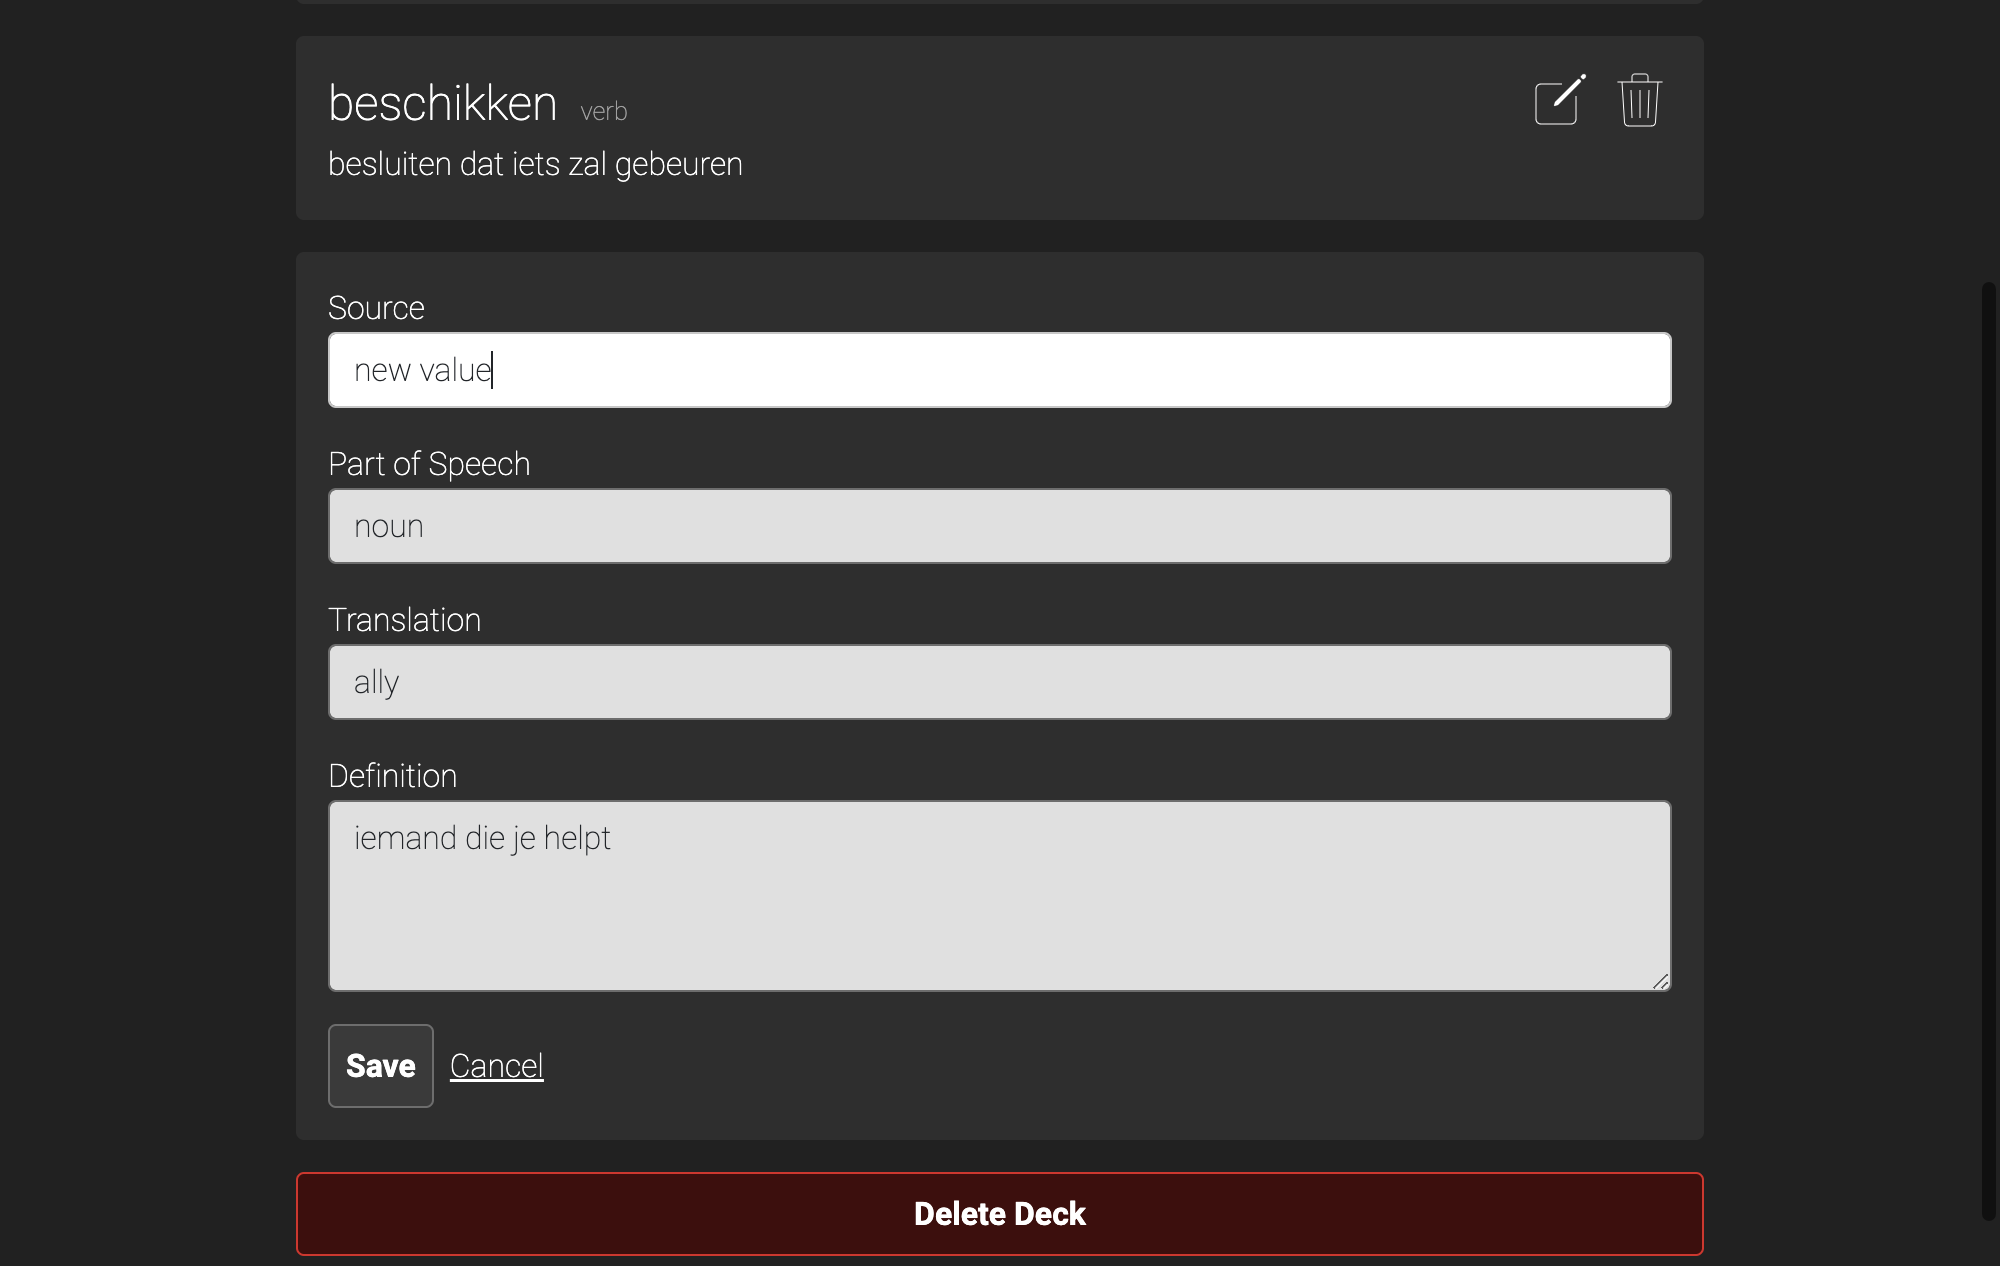 beschikken verb
besluiten dat iets zal gebeuren
Source
new value
Part of Speech
noun
Translation
ally
Definition
iemand die je helpt
Save Cancel
Delete Deck